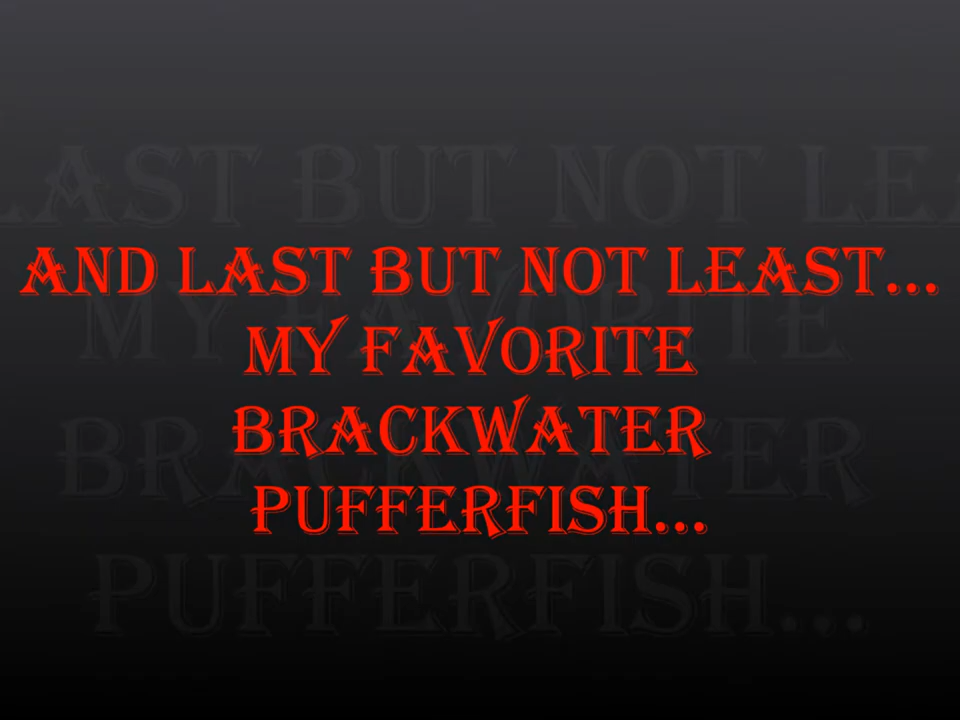 AND LAST BUT NOT LEAST...
MY FAVORITE
BRACKWATER
PUFFERFISH...